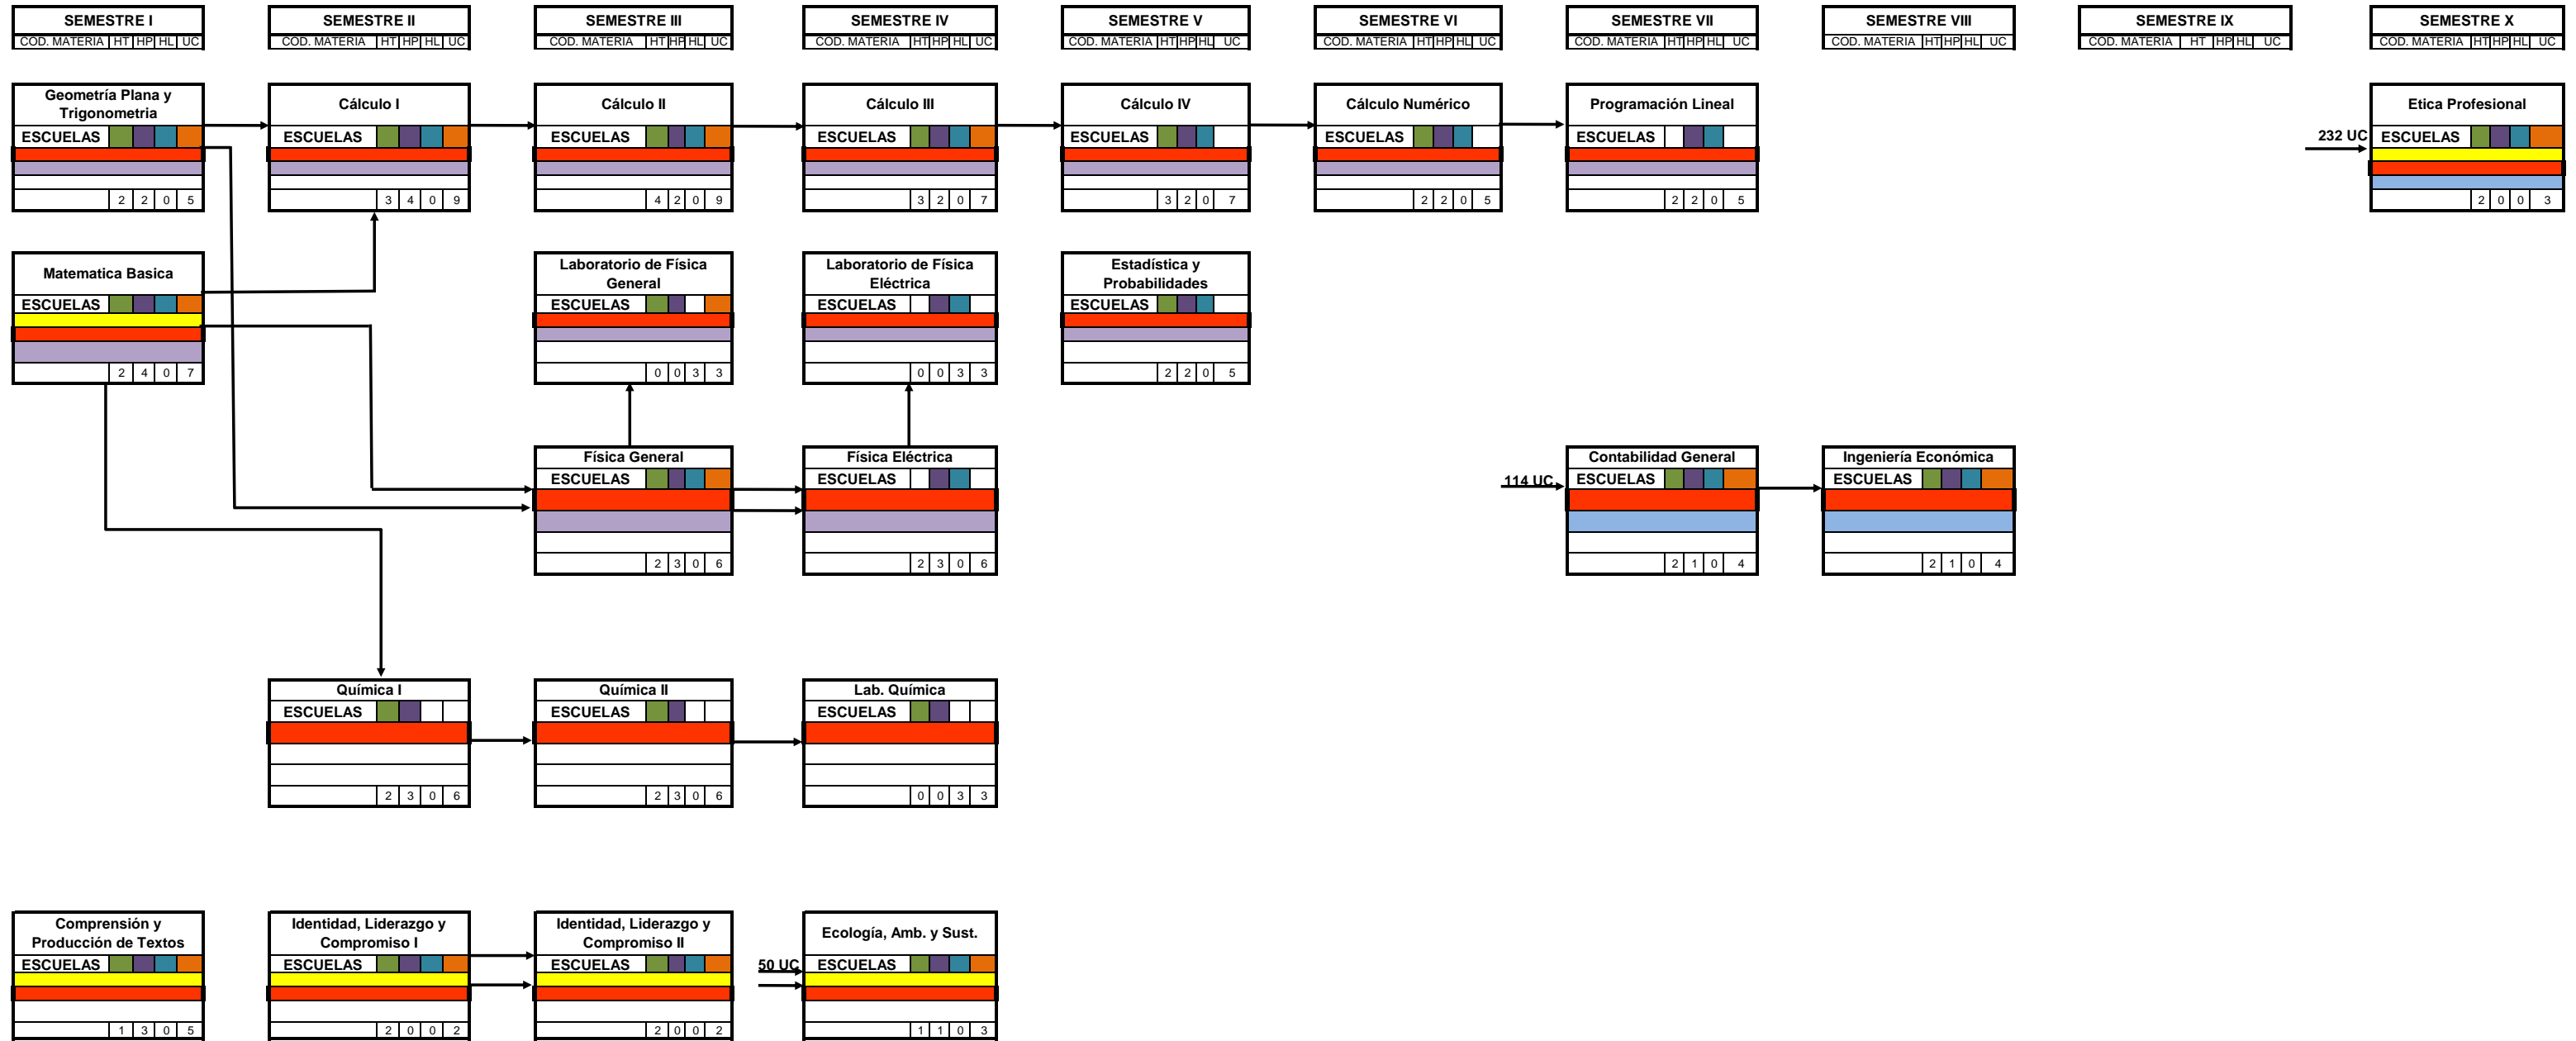 SEMESTRE I
COD. MATERIA HT HP HL UC
SEMESTRE II
COD. MATERIA HT HP HL UC
SEMESTRE III
COD. MATERIA HT HP HL UC
SEMESTRE IV
COD. MATERIA HT HP HL UC
SEMESTRE V
COD. MATERIA HT HP HL UC
SEMESTRE VI
COD. MATERIA HT HP HL UC
SEMESTRE VII
COD. MATERIA HT HP HL UC
SEMESTRE VIII
COD. MATERIA HT HP HL UC
SEMESTRE IX
COD. MATERIA HT HP HL UC
SEMESTRE X
COD. MATERIA HT HP HL UC
Geometría Plana y
Trigonometria
ESCUELAS
2 2 0 5
Cálculo I
ESCUELAS
3 4 0 9
Cálculo II
ESCUELAS
4 2 0 9
Cálculo III
ESCUELAS
3 2 0 7
Cálculo IV
ESCUELAS
3 2 0 7
Cálculo Numérico
ESCUELAS
2 2 0 5
Programación Lineal
ESCUELAS
2 2 0 5
232 UC
Etica Profesional
ESCUELAS
2 0 0 3
Matematica Basica
ESCUELAS
2 4 0 7
Laboratorio de Física
General
ESCUELAS
0 0 3 3
Laboratorio de Física
Eléctrica
ESCUELAS
0 0 3 3
Estadística y
Probabilidades
ESCUELAS
2 2 0 5
Física General
ESCUELAS
2 3 0 6
Física Eléctrica
ESCUELAS
2 3 0 6
114 UC
Contabilidad General
ESCUELAS
2 1 0 4
Ingeniería Económica
ESCUELAS
2 1 0 4
Química I
ESCUELAS
2 3 0 6
Química II
ESCUELAS
2 3 0 6
Lab. Química
ESCUELAS
0 0 3 3
Comprensión y
Producción de Textos
ESCUELAS
1 3 0 5
Identidad, Liderazgo y
Compromiso I
ESCUELAS
2 0 0 2
Identidad, Liderazgo y
Compromiso II
ESCUELAS
2 0 0 2
50 UC
Ecología, Amb. y Sust.
ESCUELAS
1 1 0 3